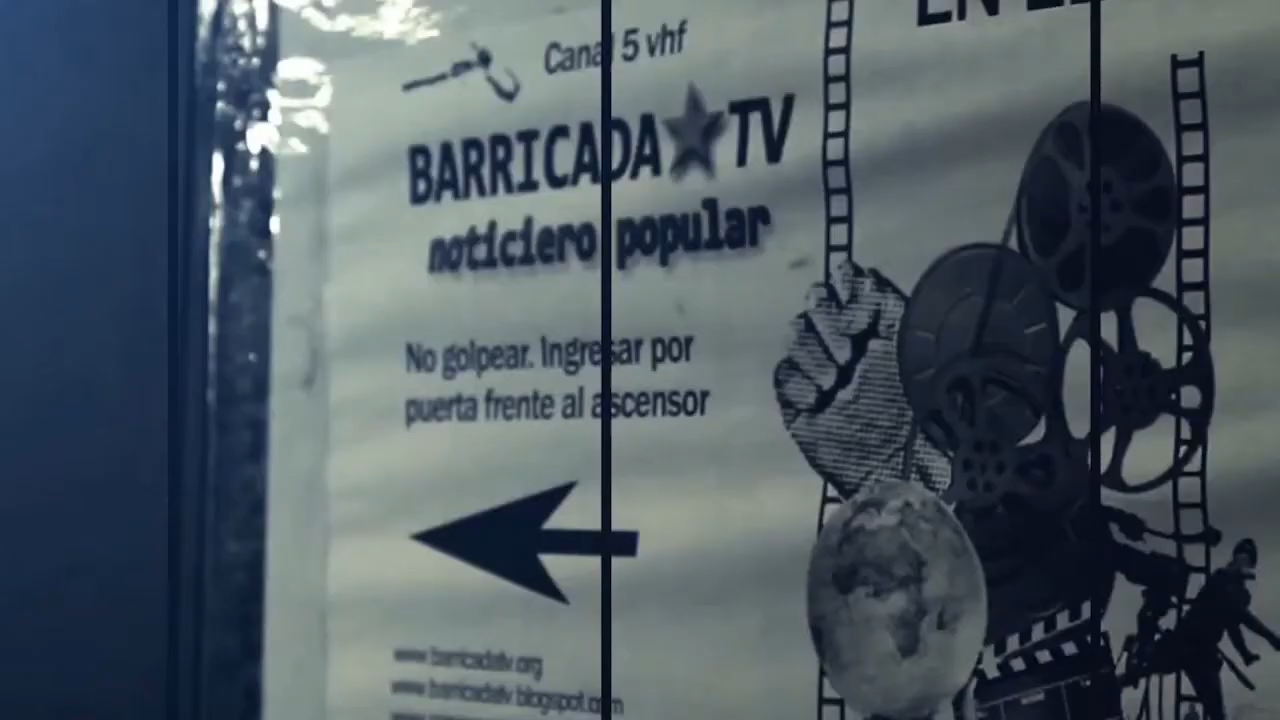 Canal 5 vhf
BARRICADA TV
noticiero popular
No golpear. Ingresar por
puerta frente al ascensor
www.barricadatv.org
www.barricadatv.blogspot.com
EN